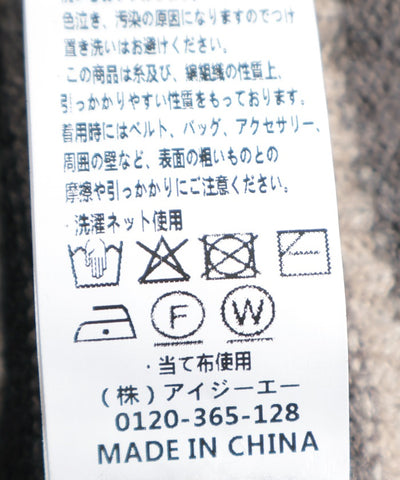 色泣き、汚染の原因になりますのでつけ
置き洗いはお避けください。
・この商品は糸及び、編組織の性質上、
引っかかりやすい性質をもっております。
着用時にはベルト、バッグ、アクセサリー、
周囲の壁など、表面の粗いものとの
摩擦や引っかかりにご注意ください。
・洗濯ネット使用
F W
・当て布使用
（株）アイジーエー
0120-365-128
MADE IN CHINA